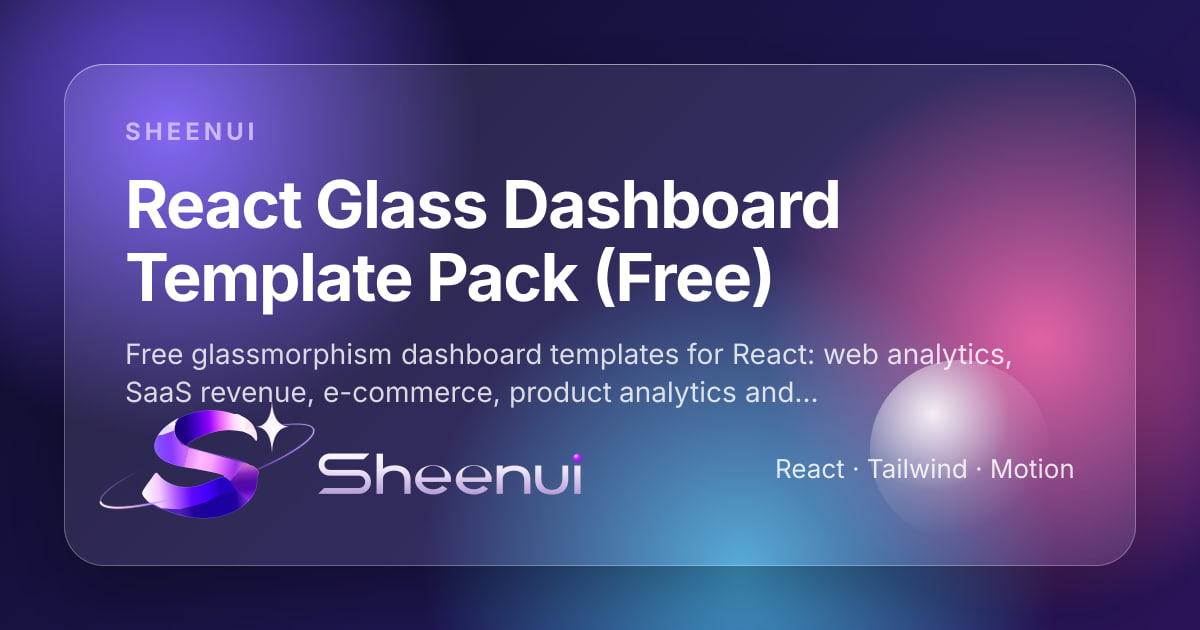 SHEENUI
React Glass Dashboard
Template Pack (Free)
Free glassmorphism dashboard templates for React: web analytics,
SaaS revenue, e-commerce, product analytics and...
Sheenui
React · Tailwind · Motion